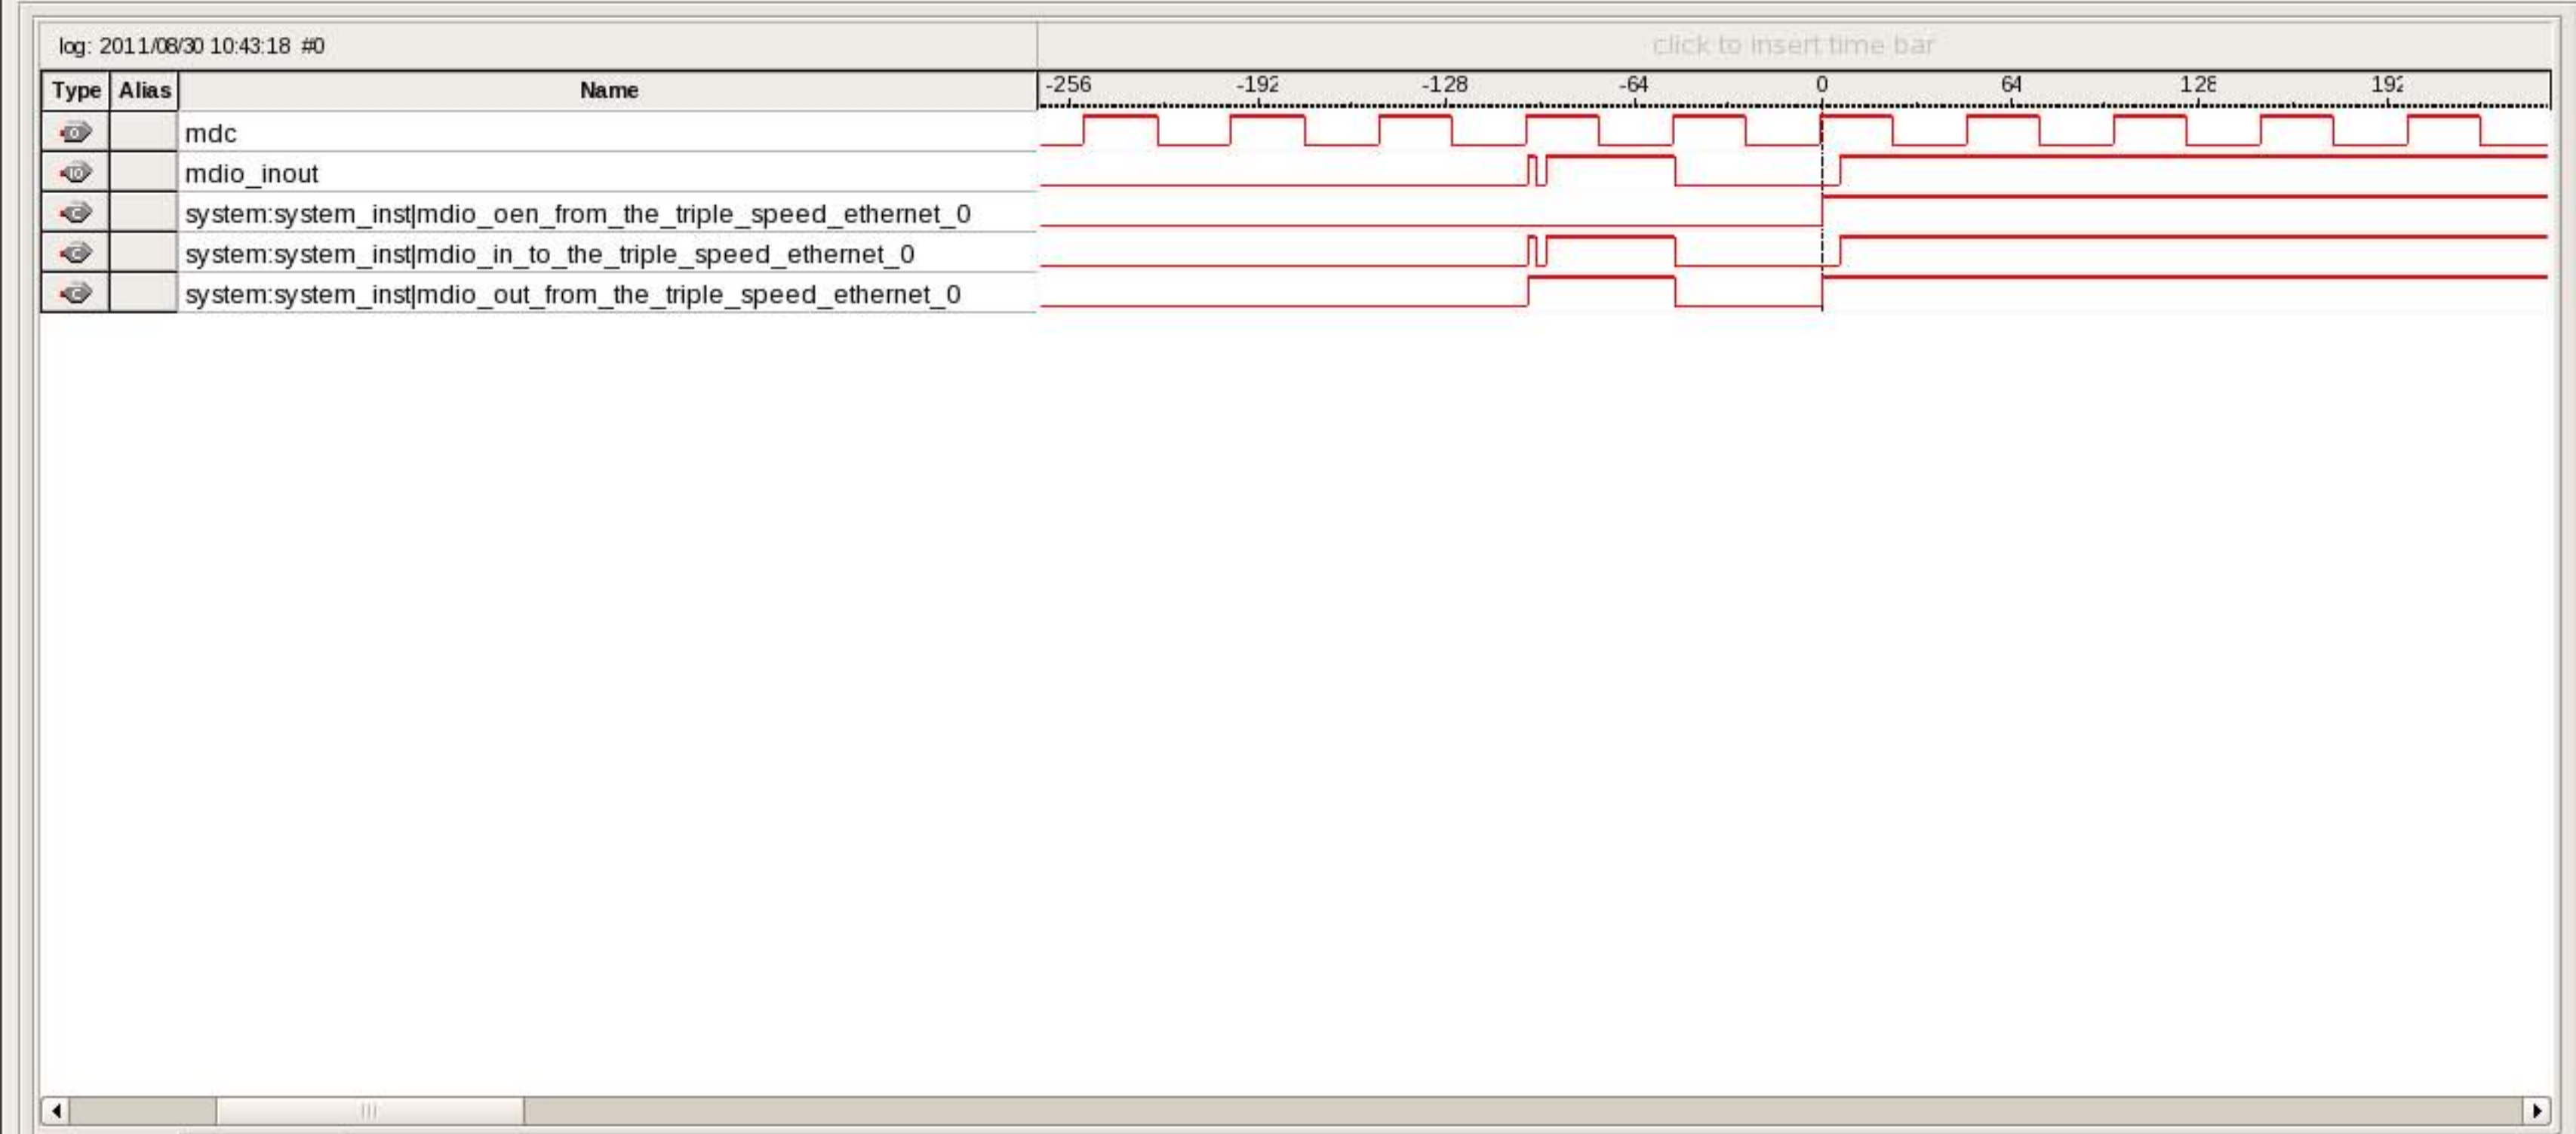 log: 2011/08/30 10:43:18 #0
click to insert time bar
Type Alias Name
-256 -192 -128 -64 0 64 128 192
mdc
mdio_inout
system:system_inst|mdio_oen_from_the_triple_speed_ethernet_0
system:system_inst|mdio_in_to_the_triple_speed_ethernet_0
system:system_inst|mdio_out_from_the_triple_speed_ethernet_0